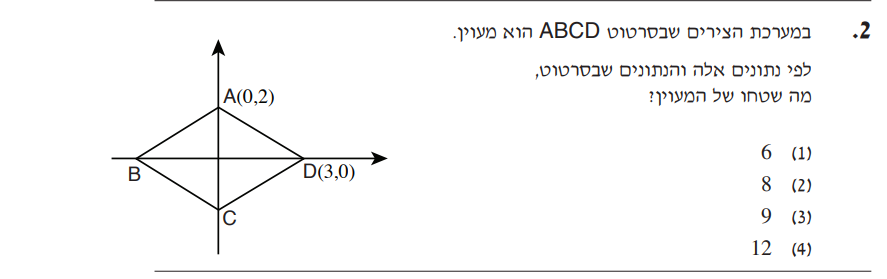 2. במערכת הצירים שבסרטוט ABCD הוא מעוין.
לפי נתונים אלה והנתונים שבסרטוט,
מה שטחו של המעוין?
(1) 6
(2) 8
(3) 9
(4) 12
A(0,2)
B
D(3,0)
C